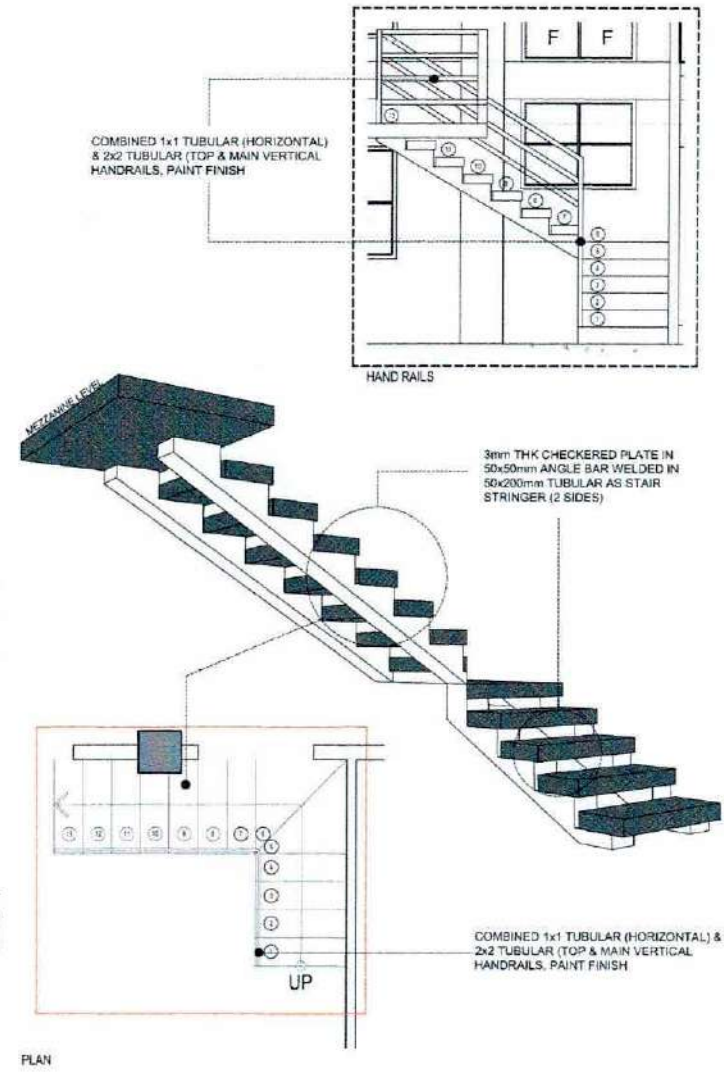 F F
COMBINED 1x1 TUBULAR (HORIZONTAL)
& 2x2 TUBULAR (TOP & MAIN VERTICAL
HANDRAILS, PAINT FINISH
HAND RAILS
MEZZANINE LEVEL
3mm THK CHECKERED PLATE IN
50x50mm ANGLE BAR WELDED IN
50x200mm TUBULAR AS STAIR
STRINGER (2 SIDES)
13 12 11 10 9 8 7 6
5
4
3
2
1
UP
COMBINED 1x1 TUBULAR (HORIZONTAL) &
2x2 TUBULAR (TOP & MAIN VERTICAL
HANDRAILS, PAINT FINISH
PLAN